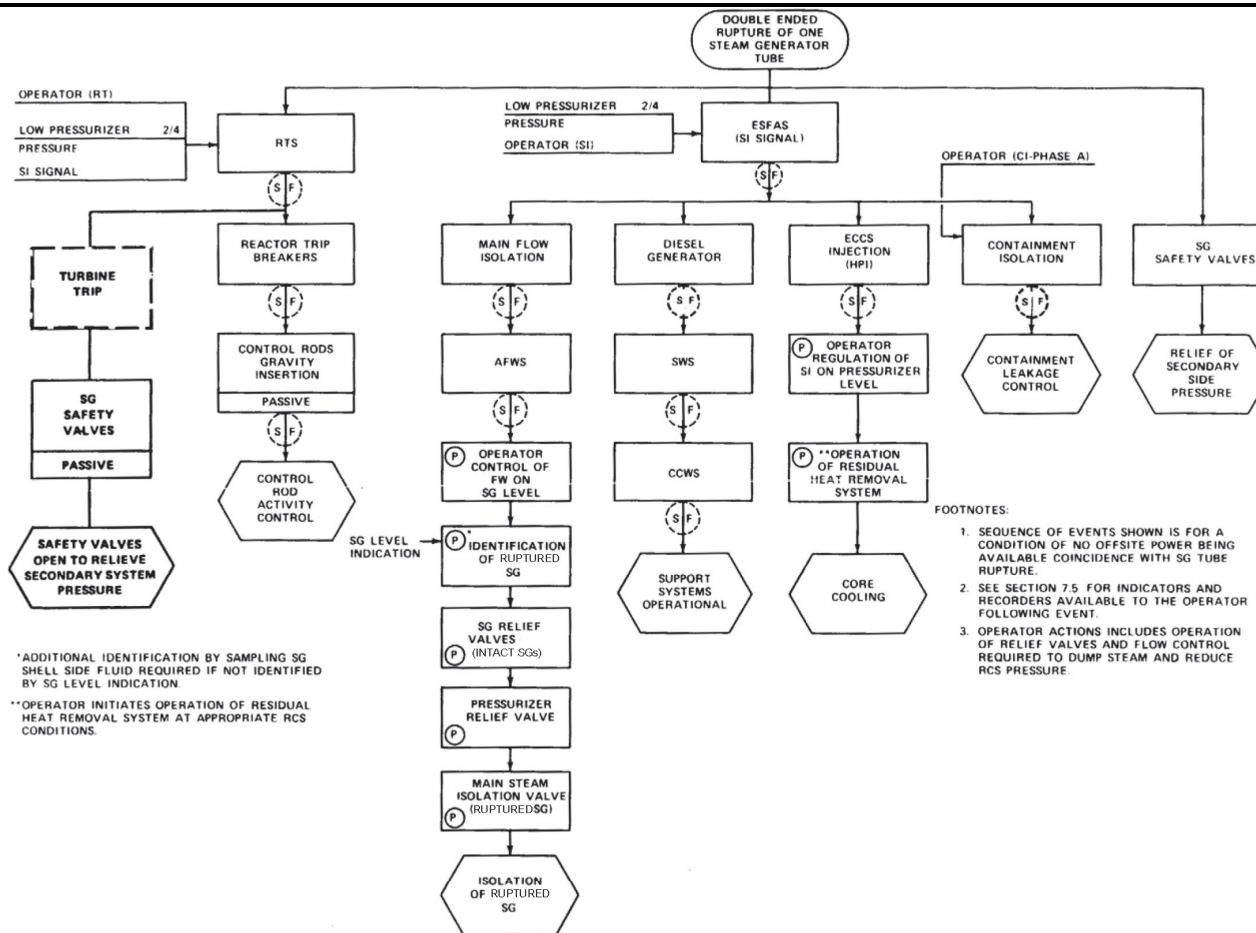 DOUBLE ENDED
RUPTURE OF ONE
STEAM GENERATOR
TUBE
OPERATOR (RT)
LOW PRESSURIZER 2/4
PRESSURE
SI SIGNAL
RTS
LOW PRESSURIZER 2/4
PRESSURE
OPERATOR (SI)
ESFAS
(SI SIGNAL)
OPERATOR (CI-PHASE A)
S F
S F
TURBINE
TRIP
REACTOR TRIP
BREAKERS
MAIN FLOW
ISOLATION
DIESEL
GENERATOR
ECCS
INJECTION
(HPI)
CONTAINMENT
ISOLATION
SG
SAFETY VALVES
S F
S F
S F
S F
S F
SG
SAFETY
VALVES
PASSIVE
CONTROL RODS
GRAVITY
INSERTION
PASSIVE
AFWS
SWS
P OPERATOR
REGULATION OF
SI ON PRESSURIZER
LEVEL
CONTAINMENT
LEAKAGE
CONTROL
RELIEF OF
SECONDARY
SIDE
PRESSURE
S F
S F
S F
SAFETY VALVES
OPEN TO RELIEVE
SECONDARY SYSTEM
PRESSURE
CONTROL
ROD
ACTIVITY
CONTROL
P OPERATOR
CONTROL OF
FW ON
SG LEVEL
CCWS
P **OPERATION
OF RESIDUAL
HEAT REMOVAL
SYSTEM
S F
SG LEVEL
INDICATION
P *
IDENTIFICATION
OF RUPTURED
SG
SUPPORT
SYSTEMS
OPERATIONAL
CORE
COOLING
SG RELIEF
VALVES
(INTACT SGs)
P
PRESSURIZER
RELIEF VALVE
P
MAIN STEAM
ISOLATION VALVE
(RUPTURED SG)
P
ISOLATION
OF RUPTURED
SG
*ADDITIONAL IDENTIFICATION BY SAMPLING SG
SHELL SIDE FLUID REQUIRED IF NOT IDENTIFIED
BY SG LEVEL INDICATION.
**OPERATOR INITIATES OPERATION OF RESIDUAL
HEAT REMOVAL SYSTEM AT APPROPRIATE RCS
CONDITIONS.
FOOTNOTES:
1. SEQUENCE OF EVENTS SHOWN IS FOR A
CONDITION OF NO OFFSITE POWER BEING
AVAILABLE COINCIDENCE WITH SG TUBE
RUPTURE.
2. SEE SECTION 7.5 FOR INDICATORS AND
RECORDERS AVAILABLE TO THE OPERATOR
FOLLOWING EVENT.
3. OPERATOR ACTIONS INCLUDES OPERATION
OF RELIEF VALVES AND FLOW CONTROL
REQUIRED TO DUMP STEAM AND REDUCE
RCS PRESSURE.